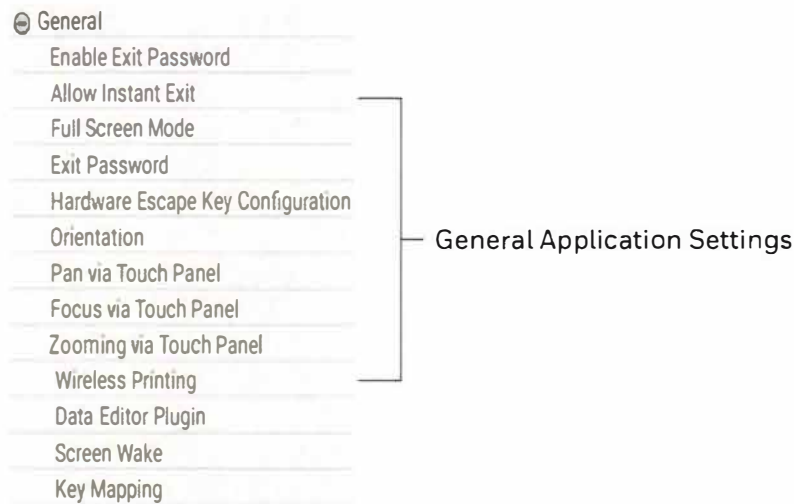 General
Enable Exit Password
Allow Instant Exit
Full Screen Mode
Exit Password
Hardware Escape Key Configuration
Orientation
Pan via Touch Panel
Focus via Touch Panel
Zooming via Touch Panel
Wireless Printing
Data Editor Plugin
Screen Wake
Key Mapping
General Application Settings